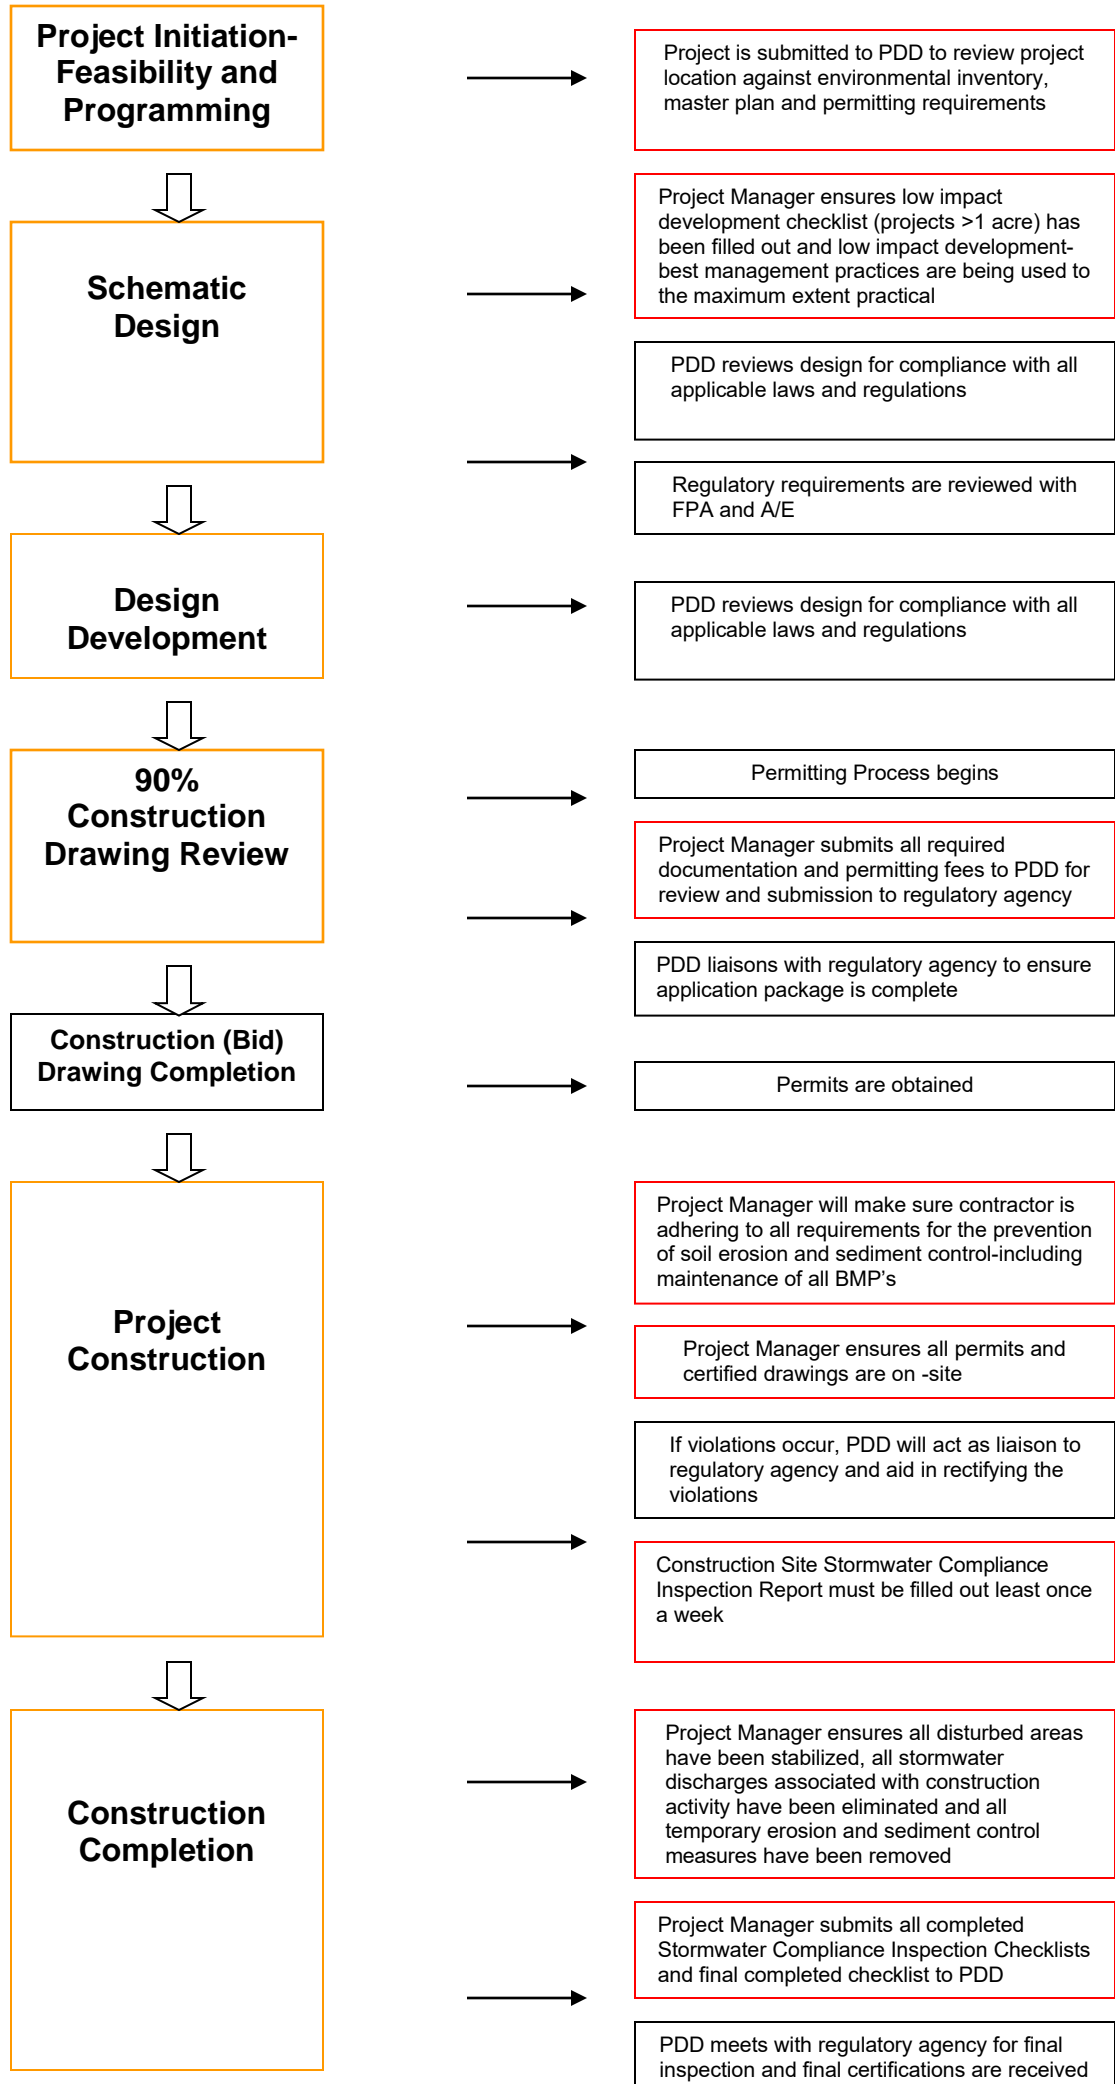 Project Initiation-
Feasibility and
Programming
Project is submitted to PDD to review project
location against environmental inventory,
master plan and permitting requirements
Schematic
Design
Project Manager ensures low impact
development checklist (projects >1 acre) has
been filled out and low impact development-
best management practices are being used to
the maximum extent practical
PDD reviews design for compliance with all
applicable laws and regulations
Regulatory requirements are reviewed with
FPA and A/E
Design
Development
PDD reviews design for compliance with all
applicable laws and regulations
90%
Construction
Drawing Review
Permitting Process begins
Project Manager submits all required
documentation and permitting fees to PDD for
review and submission to regulatory agency
PDD liaisons with regulatory agency to ensure
application package is complete
Construction (Bid)
Drawing Completion
Permits are obtained
Project
Construction
Project Manager will make sure contractor is
adhering to all requirements for the prevention
of soil erosion and sediment control-including
maintenance of all BMP's
Project Manager ensures all permits and
certified drawings are on -site
If violations occur, PDD will act as liaison to
regulatory agency and aid in rectifying the
violations
Construction Site Stormwater Compliance
Inspection Report must be filled out least once
a week
Construction
Completion
Project Manager ensures all disturbed areas
have been stabilized, all stormwater
discharges associated with construction
activity have been eliminated and all
temporary erosion and sediment control
measures have been removed
Project Manager submits all completed
Stormwater Compliance Inspection Checklists
and final completed checklist to PDD
PDD meets with regulatory agency for final
inspection and final certifications are received